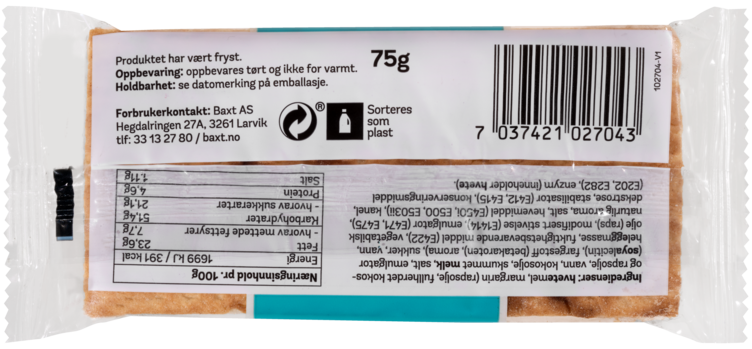 Produktet har vært fryst.
Oppbevaring: oppbevares tørt og ikke for varmt.
Holdbarhet: se datomerking på emballasje.
75g
Forbrukerkontakt: Baxt AS
Hegdalringen 27A, 3261 Larvik
tlf: 33 13 27 80 / baxt.no
®
Sorteres
som
plast
7 037421 027043
102704-V1
Ingredienser: hvetemel, margarin (rapsolje, fullherdet kokos-
og rapsolje, vann, kokosolje, skummet melk, salt, emulgator
(soyalecitin), fargestoff (betakaroten), aroma), sukker, vann,
heleggmasse, fuktighetsbevarende middel (E422), vegetabilsk
olje (raps), modifisert stivelse (E1414), emulgator (E471, E475),
naturlig aroma, salt, hevemiddel (E450i, E500, E503ii), kanel,
dekstrose, stabilisator (E412, E415), konserveringsmiddel
(E202, E282), enzym (inneholder hvete).
Næringsinnhold pr. 100g
Energi 1699 kJ / 391 kcal
Fett 23,6g
- hvorav mettede fettsyrer 7,7g
Karbohydrater 51,4g
- hvorav sukkerarter 21,1g
Protein 4,6g
Salt 1,11g